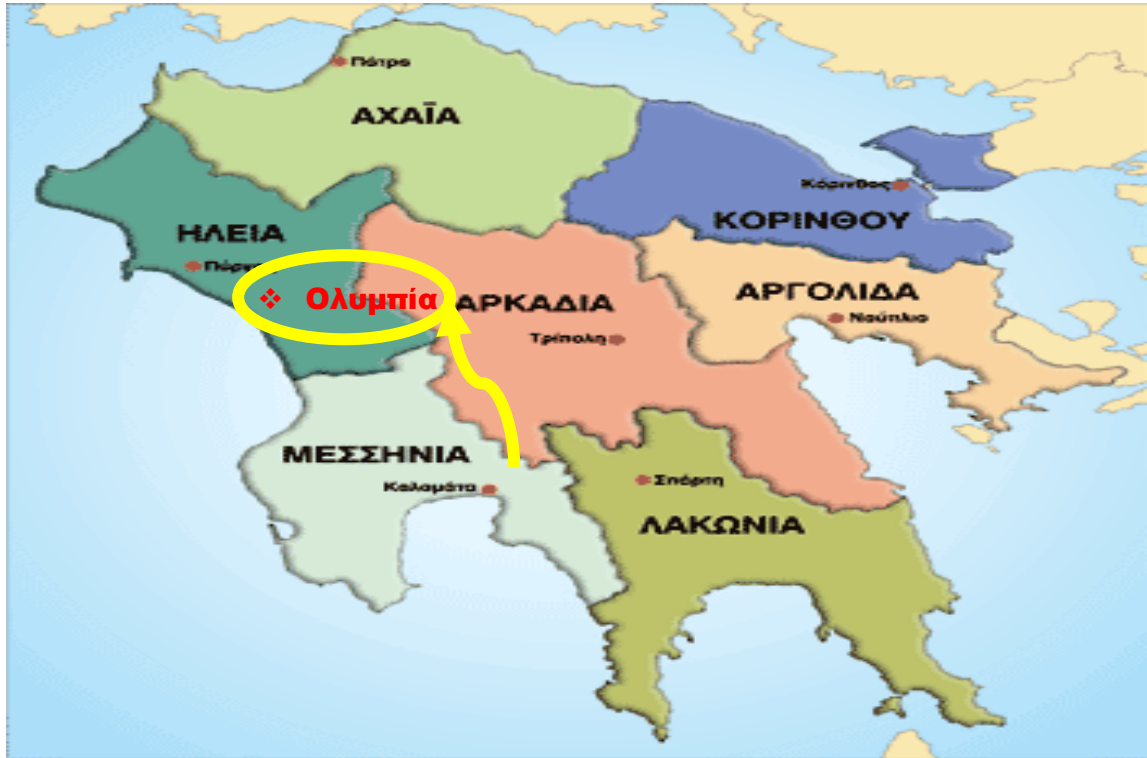 Πάτρα
ΑΧΑΪΑ
Κόρινθος
ΚΟΡΙΝΘΟΥ
ΗΛΕΙΑ
Ολυμπία
ΑΡΚΑΔΙΑ
ΑΡΓΟΛΙΔΑ
Ναύπλιο
Τρίπολη
ΜΕΣΣΗΝΙΑ
Καλαμάτα
Σπάρτη
ΛΑΚΩΝΙΑ